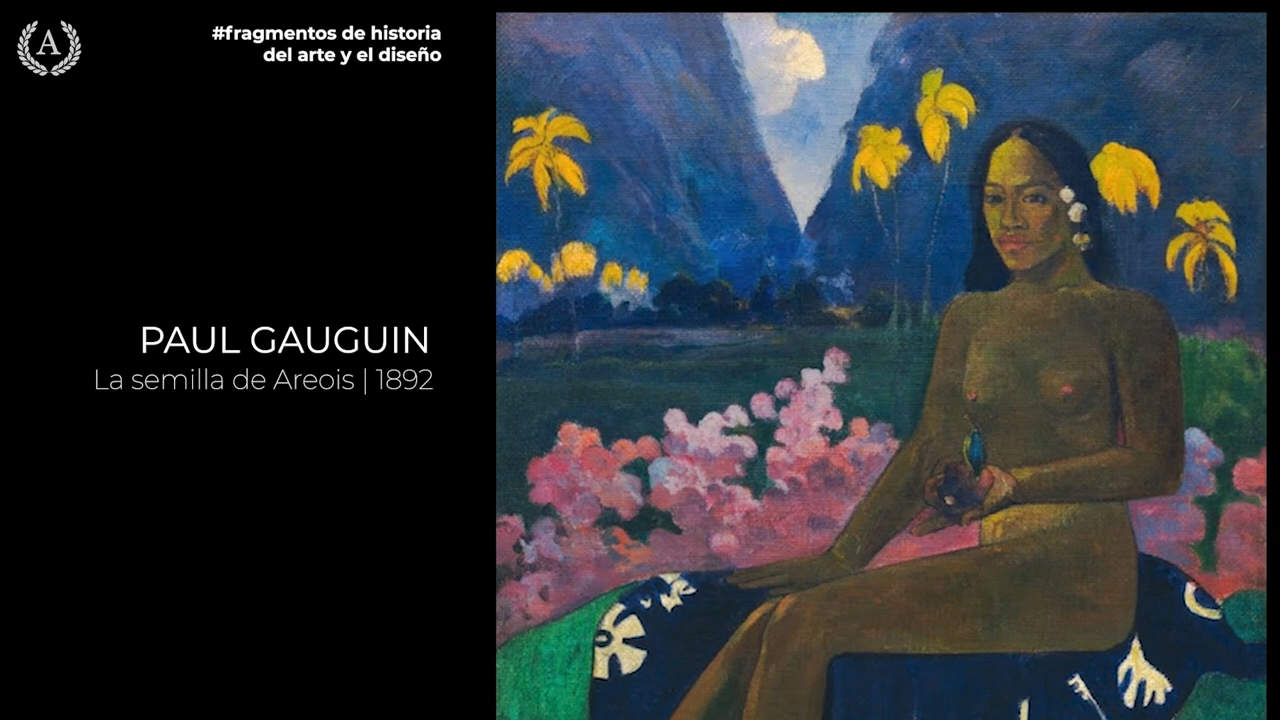 A
#fragmentos de historia
del arte y el diseño
PAUL GAUGUIN
La semilla de Areois | 1892